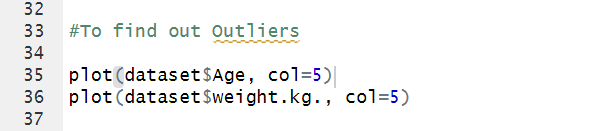 32
33 #To find out Outliers
34
35 plot(dataset$Age, col=5)
36 plot(dataset$weight.kg., col=5)
37